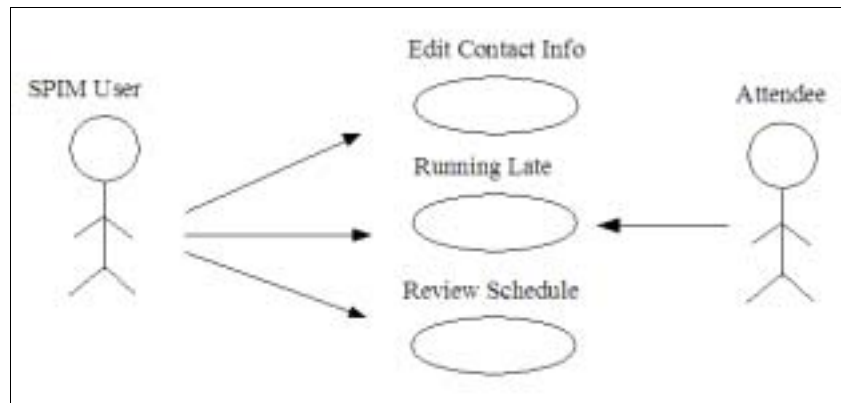 Edit Contact Info
SPIM User
Attendee
Running Late
Review Schedule